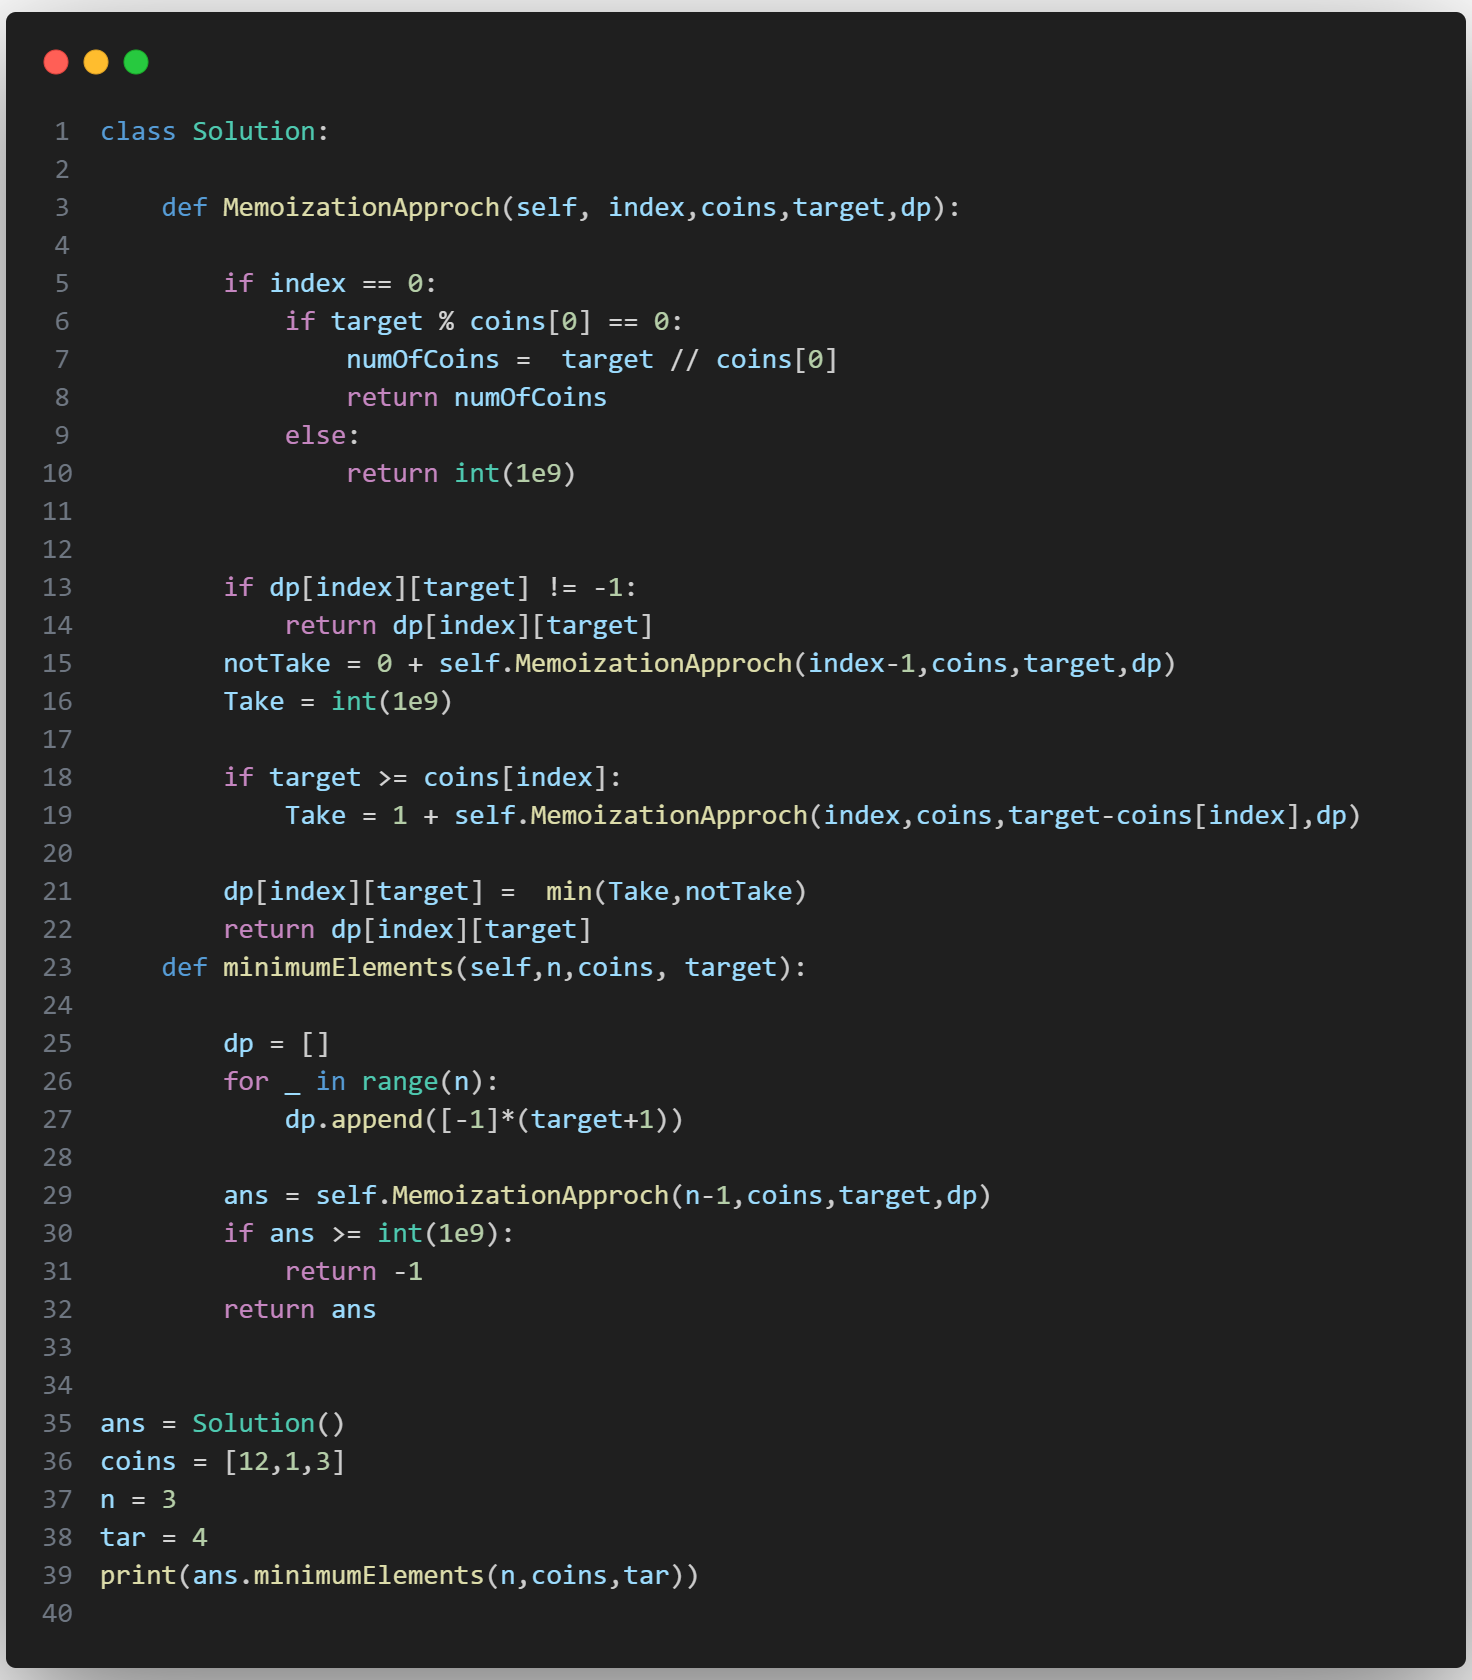 1 class Solution:
2
3     def MemoizationApproch(self, index,coins,target,dp):
4
5         if index == 0:
6             if target % coins[0] == 0:
7                 numOfCoins =  target // coins[0]
8                 return numOfCoins
9             else:
10                 return int(1e9)
11
12
13         if dp[index][target] != -1:
14             return dp[index][target]
15         notTake = 0 + self.MemoizationApproch(index-1,coins,target,dp)
16         Take = int(1e9)
17
18         if target >= coins[index]:
19             Take = 1 + self.MemoizationApproch(index,coins,target-coins[index],dp)
20
21         dp[index][target] =  min(Take,notTake)
22         return dp[index][target]
23     def minimumElements(self,n,coins, target):
24
25         dp = []
26         for _ in range(n):
27             dp.append([-1]*(target+1))
28
29         ans = self.MemoizationApproch(n-1,coins,target,dp)
30         if ans >= int(1e9):
31             return -1
32         return ans
33
34
35 ans = Solution()
36 coins = [12,1,3]
37 n = 3
38 tar = 4
39 print(ans.minimumElements(n,coins,tar))
40